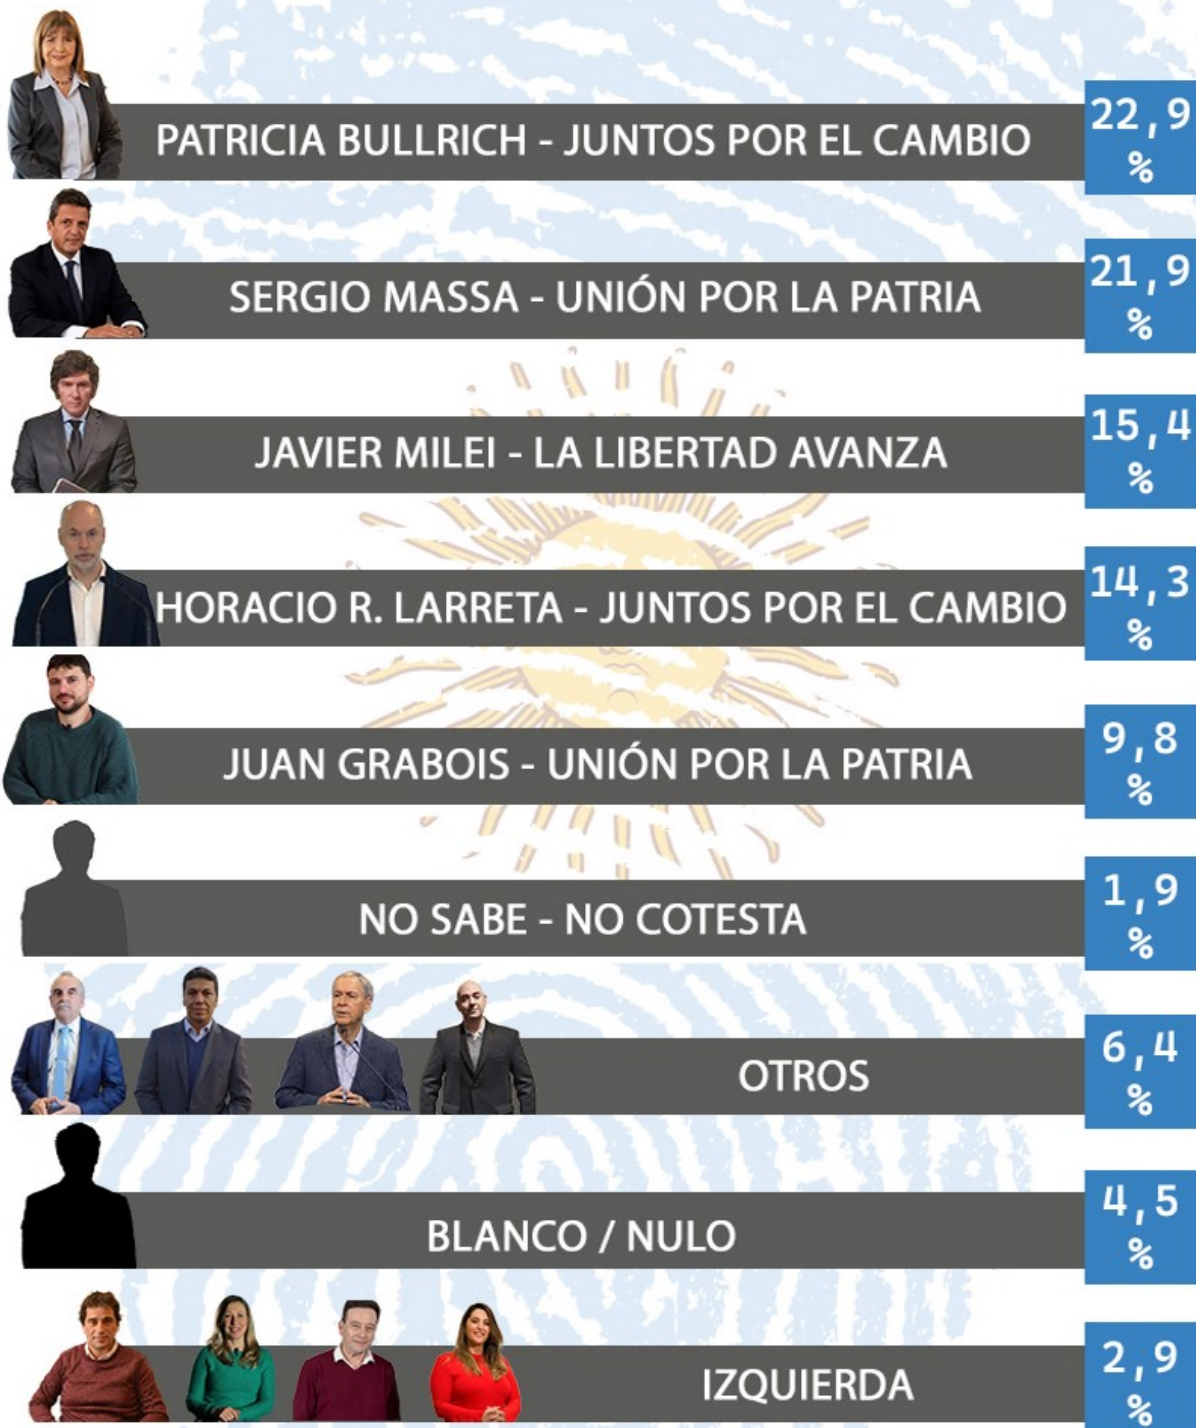 PATRICIA BULLRICH - JUNTOS POR EL CAMBIO
22,9
%
SERGIO MASSA - UNIÓN POR LA PATRIA
21,9
%
JAVIER MILEI - LA LIBERTAD AVANZA
15,4
%
HORACIO R. LARRETA - JUNTOS POR EL CAMBIO
14,3
%
JUAN GRABOIS - UNIÓN POR LA PATRIA
9,8
%
NO SABE - NO COTESTA
1,9
%
OTROS
6,4
%
BLANCO / NULO
4,5
%
IZQUIERDA
2,9
%